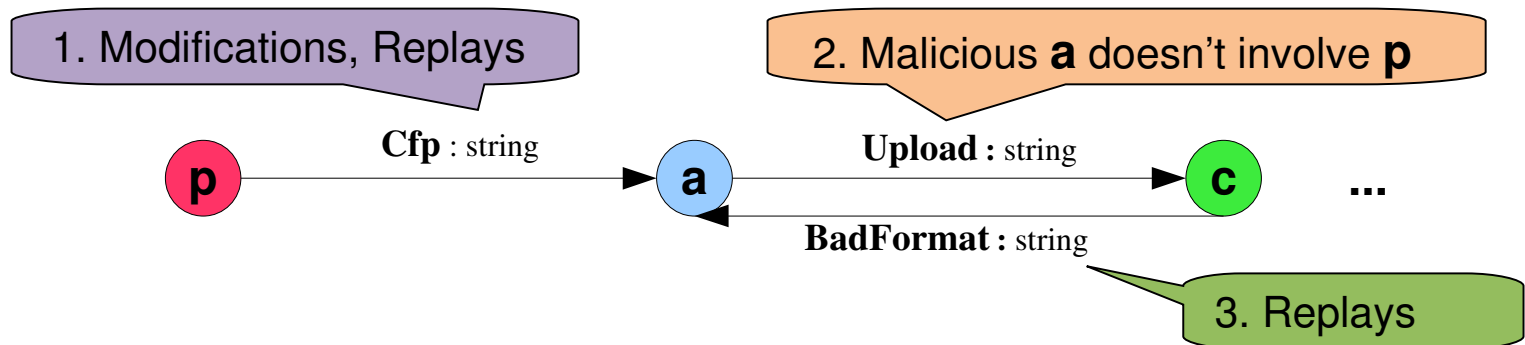 1. Modifications, Replays
2. Malicious a doesn't involve p
Cfp : string
Upload : string
p
a
c
...
BadFormat : string
3. Replays